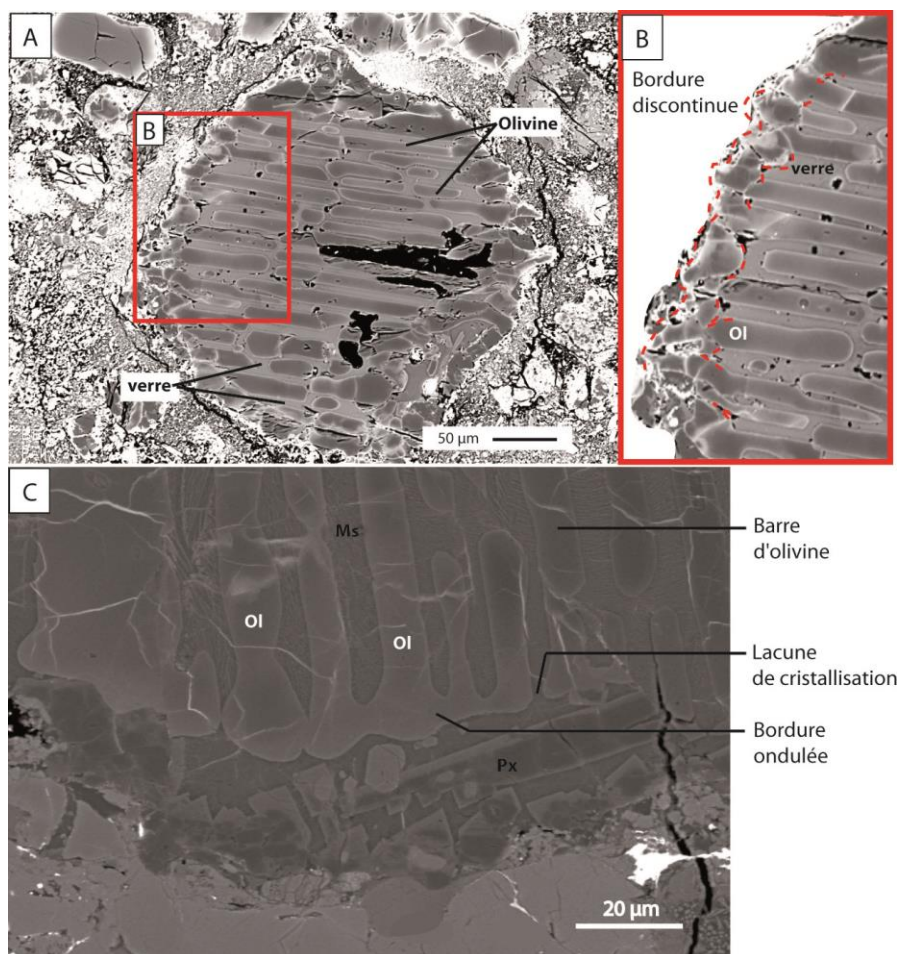 A
B
Olivine
verre
50 µm
B
Bordure
discontinue
verre
Ol
C
Ms
Ol
Ol
Px
20 µm
Barre
d'olivine
Lacune
de cristallisation
Bordure
ondulée